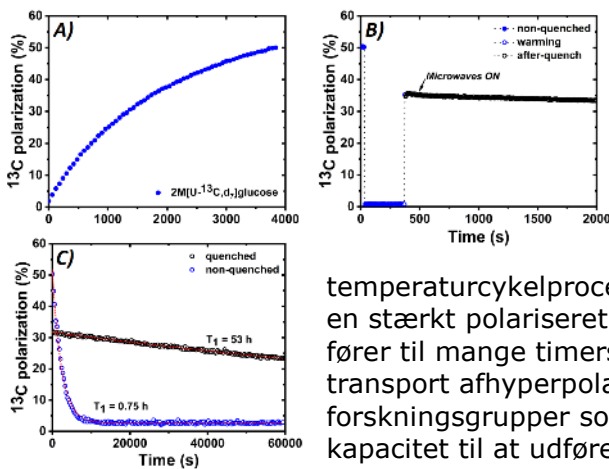 A)
13C polarization (%)
60
50
40
30
20
10
0
2M[U-13C,d7]glucose
0 1000 2000 3000 4000
Time (s)
B)
13C polarization (%)
60
50
40
30
20
10
0
non-quenched
warming
after-quench
Microwaves ON
0 500 1000 1500 2000
Time (s)
C)
13C polarization (%)
60
50
40
30
20
10
0
quenched
non-quenched
T1 = 53 h
T1 = 0.75 h
0 20000 40000 60000
Time (s)
temperaturcykelproce
en stærkt polariseret
fører til mange timers
transport afhyperpola
forskningsgrupper so
kapacitet til at udføre